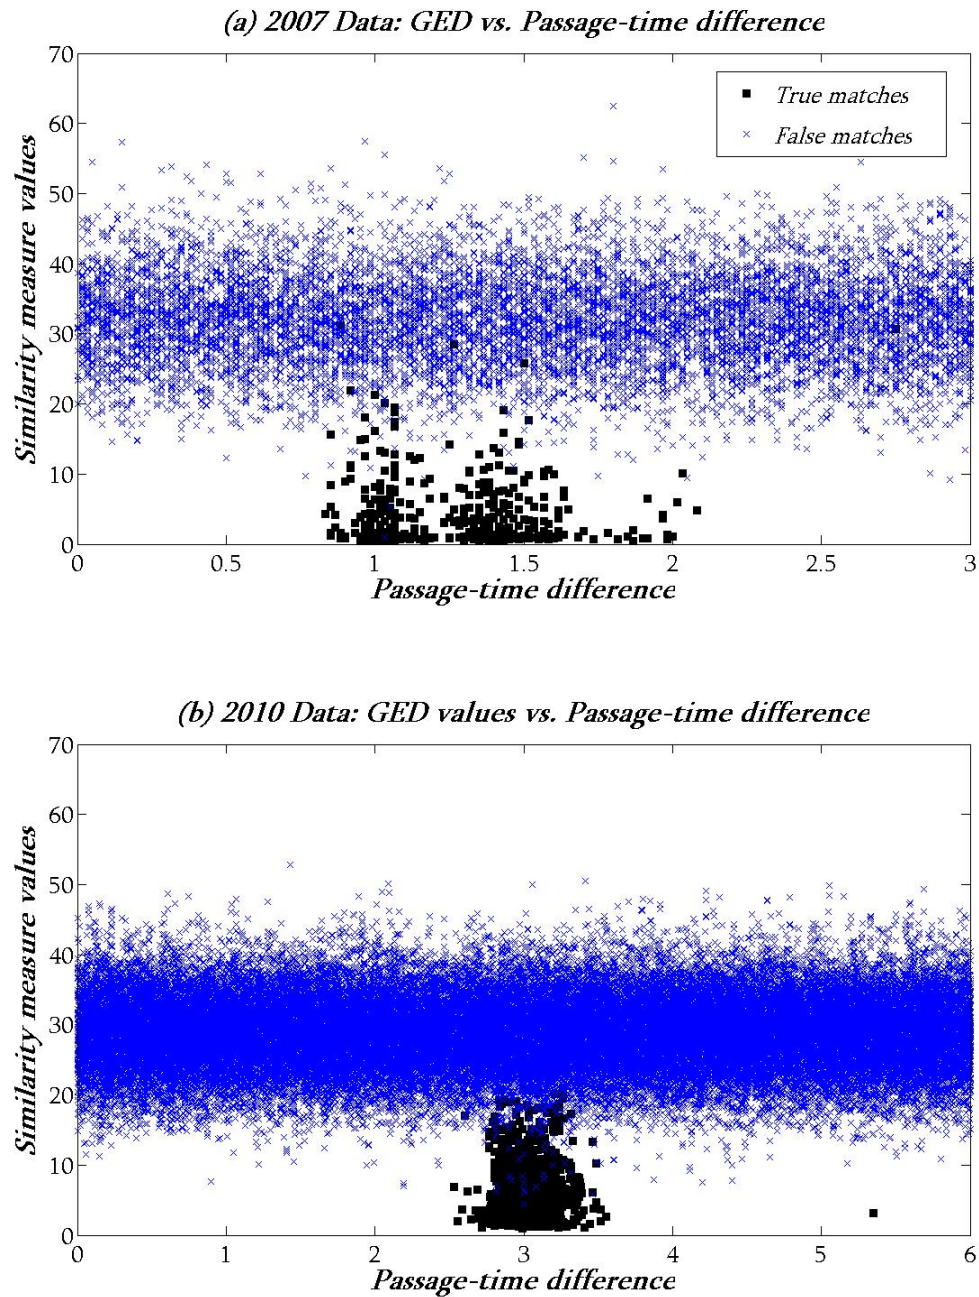 (a) 2007 Data: GED vs. Passage-time difference
70
60
50
40
30
20
10
0
Similarity measure values
True matches
False matches
0 0.5 1 1.5 2 2.5 3
Passage-time difference
(b) 2010 Data: GED values vs. Passage-time difference
70
60
50
40
30
20
10
0
Similarity measure values
0 1 2 3 4 5 6
Passage-time difference